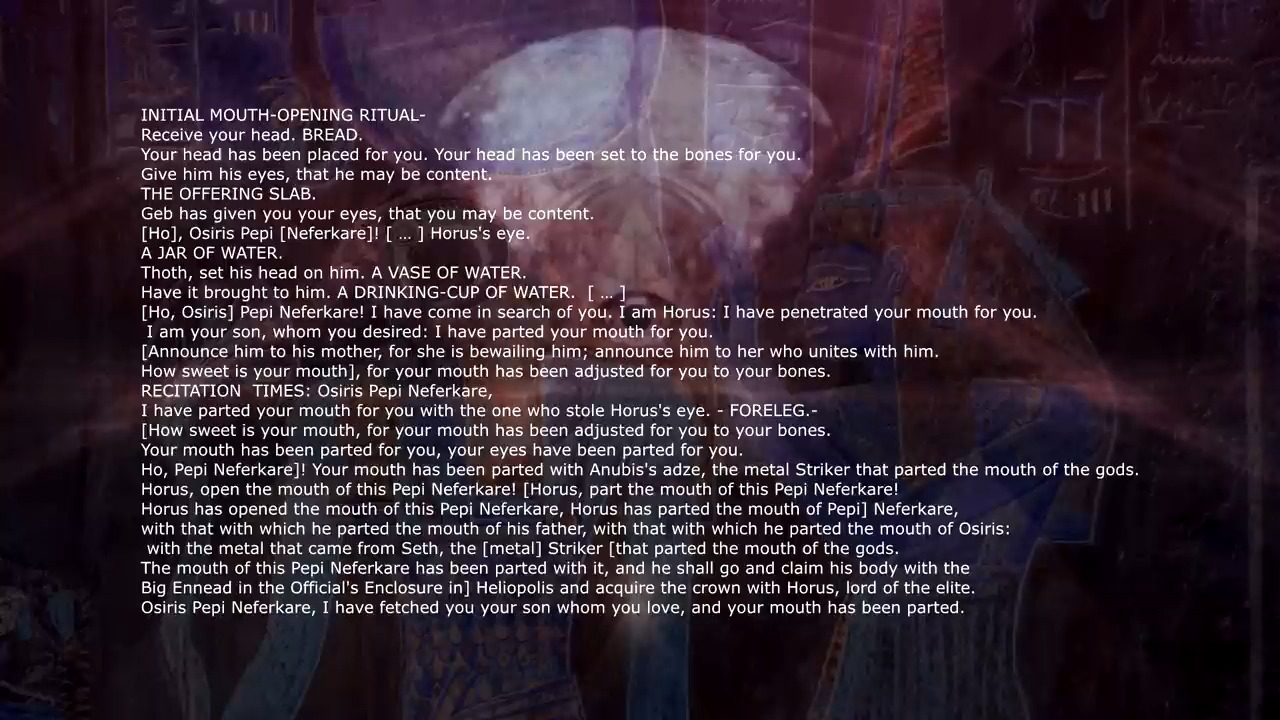 INITIAL MOUTH-OPENING RITUAL-
Receive your head. BREAD.
Your head has been placed for you. Your head has been set to the bones for you.
Give him his eyes, that he may be content.
THE OFFERING SLAB.
Geb has given you your eyes, that you may be content.
[Ho], Osiris Pepi [Neferkare]! [ … ] Horus's eye.
A JAR OF WATER.
Thoth, set his head on him. A VASE OF WATER.
Have it brought to him. A DRINKING-CUP OF WATER.  [ … ]
[Ho, Osiris] Pepi Neferkare! I have come in search of you. I am Horus: I have penetrated your mouth for you.
I am your son, whom you desired: I have parted your mouth for you.
[Announce him to his mother, for she is bewailing him; announce him to her who unites with him.
How sweet is your mouth], for your mouth has been adjusted for you to your bones.
RECITATION  TIMES: Osiris Pepi Neferkare,
I have parted your mouth for you with the one who stole Horus's eye. - FORELEG.-
[How sweet is your mouth, for your mouth has been adjusted for you to your bones.
Your mouth has been parted for you, your eyes have been parted for you.
Ho, Pepi Neferkare]! Your mouth has been parted with Anubis's adze, the metal Striker that parted the mouth of the gods.
Horus, open the mouth of this Pepi Neferkare! [Horus, part the mouth of this Pepi Neferkare!
Horus has opened the mouth of this Pepi Neferkare, Horus has parted the mouth of Pepi] Neferkare,
with that with which he parted the mouth of his father, with that with which he parted the mouth of Osiris:
with the metal that came from Seth, the [metal] Striker [that parted the mouth of the gods.
The mouth of this Pepi Neferkare has been parted with it, and he shall go and claim his body with the
Big Ennead in the Official's Enclosure in] Heliopolis and acquire the crown with Horus, lord of the elite.
Osiris Pepi Neferkare, I have fetched you your son whom you love, and your mouth has been parted.